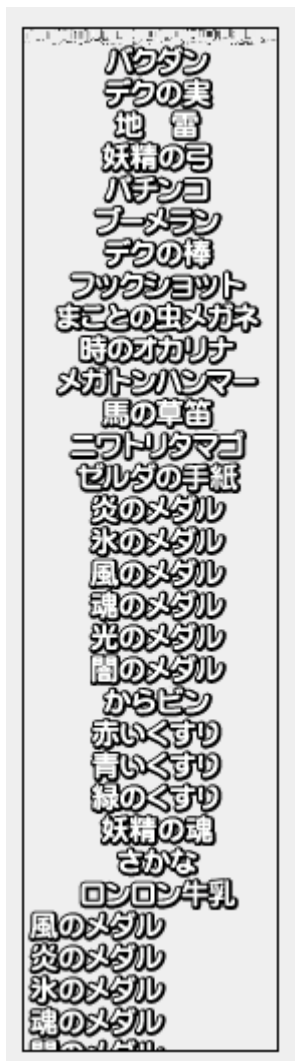 バクダン
デクの実
地　雷
妖精の弓
パチンコ
ブーメラン
デクの棒
フックショット
まことの虫メガネ
時のオカリナ
メガトンハンマー
馬の草笛
ニワトリタマゴ
ゼルダの手紙
炎のメダル
氷のメダル
風のメダル
魂のメダル
光のメダル
闇のメダル
からビン
赤いくすり
青いくすり
緑のくすり
妖精の魂
さかな
ロンロン牛乳
風のメダル
炎のメダル
氷のメダル
魂のメダル
闇のメダル